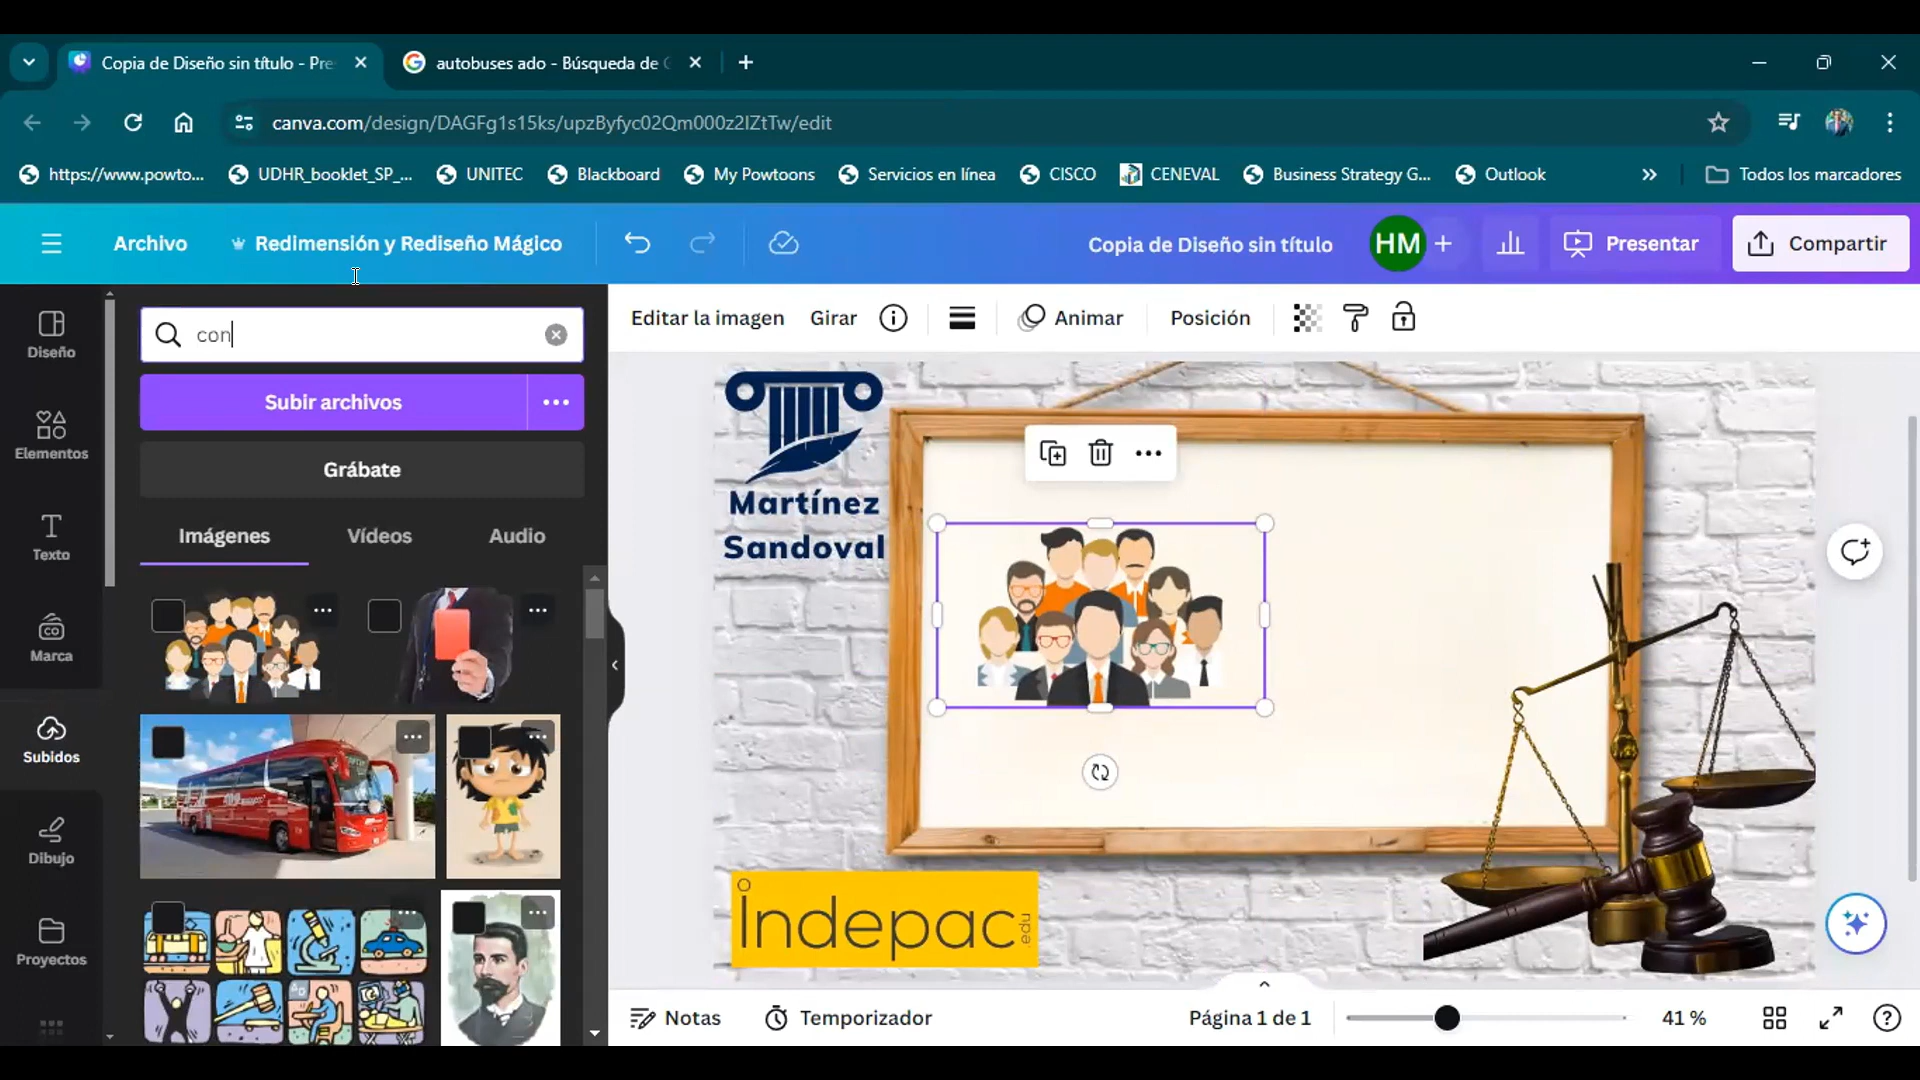 Copia de Diseño sin título - Pre
autobuses ado - Búsqueda de
canva.com/design/DAGFg1s15ks/upzByfyc02Qm000z2IZtTw/edit
https://www.powto...
UDHR_booklet_SP_...
UNITEC
Blackboard
My Powtoons
Servicios en línea
CISCO
CENEVAL
Business Strategy G...
Outlook
Todos los marcadores
Archivo
Redimensión y Rediseño Mágico
Copia de Diseño sin título
HM
Presentar
Compartir
Diseño
Elementos
Texto
Marca
Subidos
Dibujo
Proyectos
con
Subir archivos
Grábate
Imágenes
Vídeos
Audio
Editar la imagen
Girar
Animar
Posición
Martínez
Sandoval
indepac.edu
Notas
Temporizador
Página 1 de 1
41 %